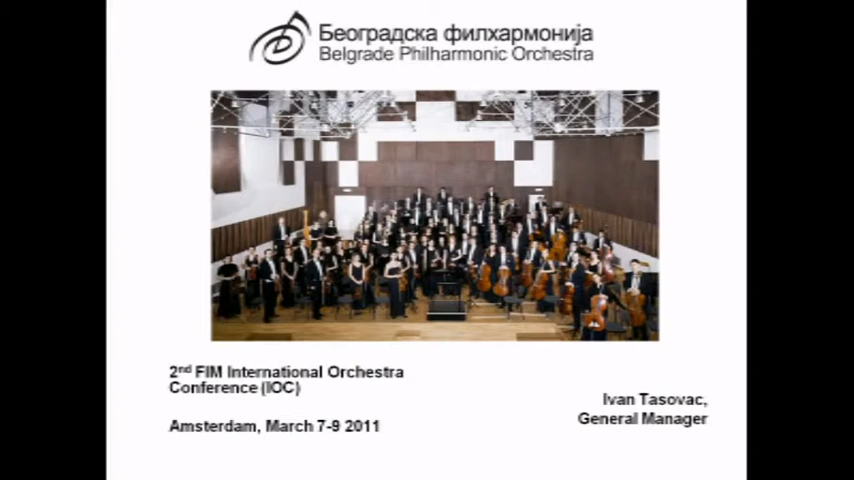 Београдска филхармонија
Belgrade Philharmonic Orchestra
2nd FIM International Orchestra
Conference (IOC)
Ivan Tasovac,
General Manager
Amsterdam, March 7-9 2011